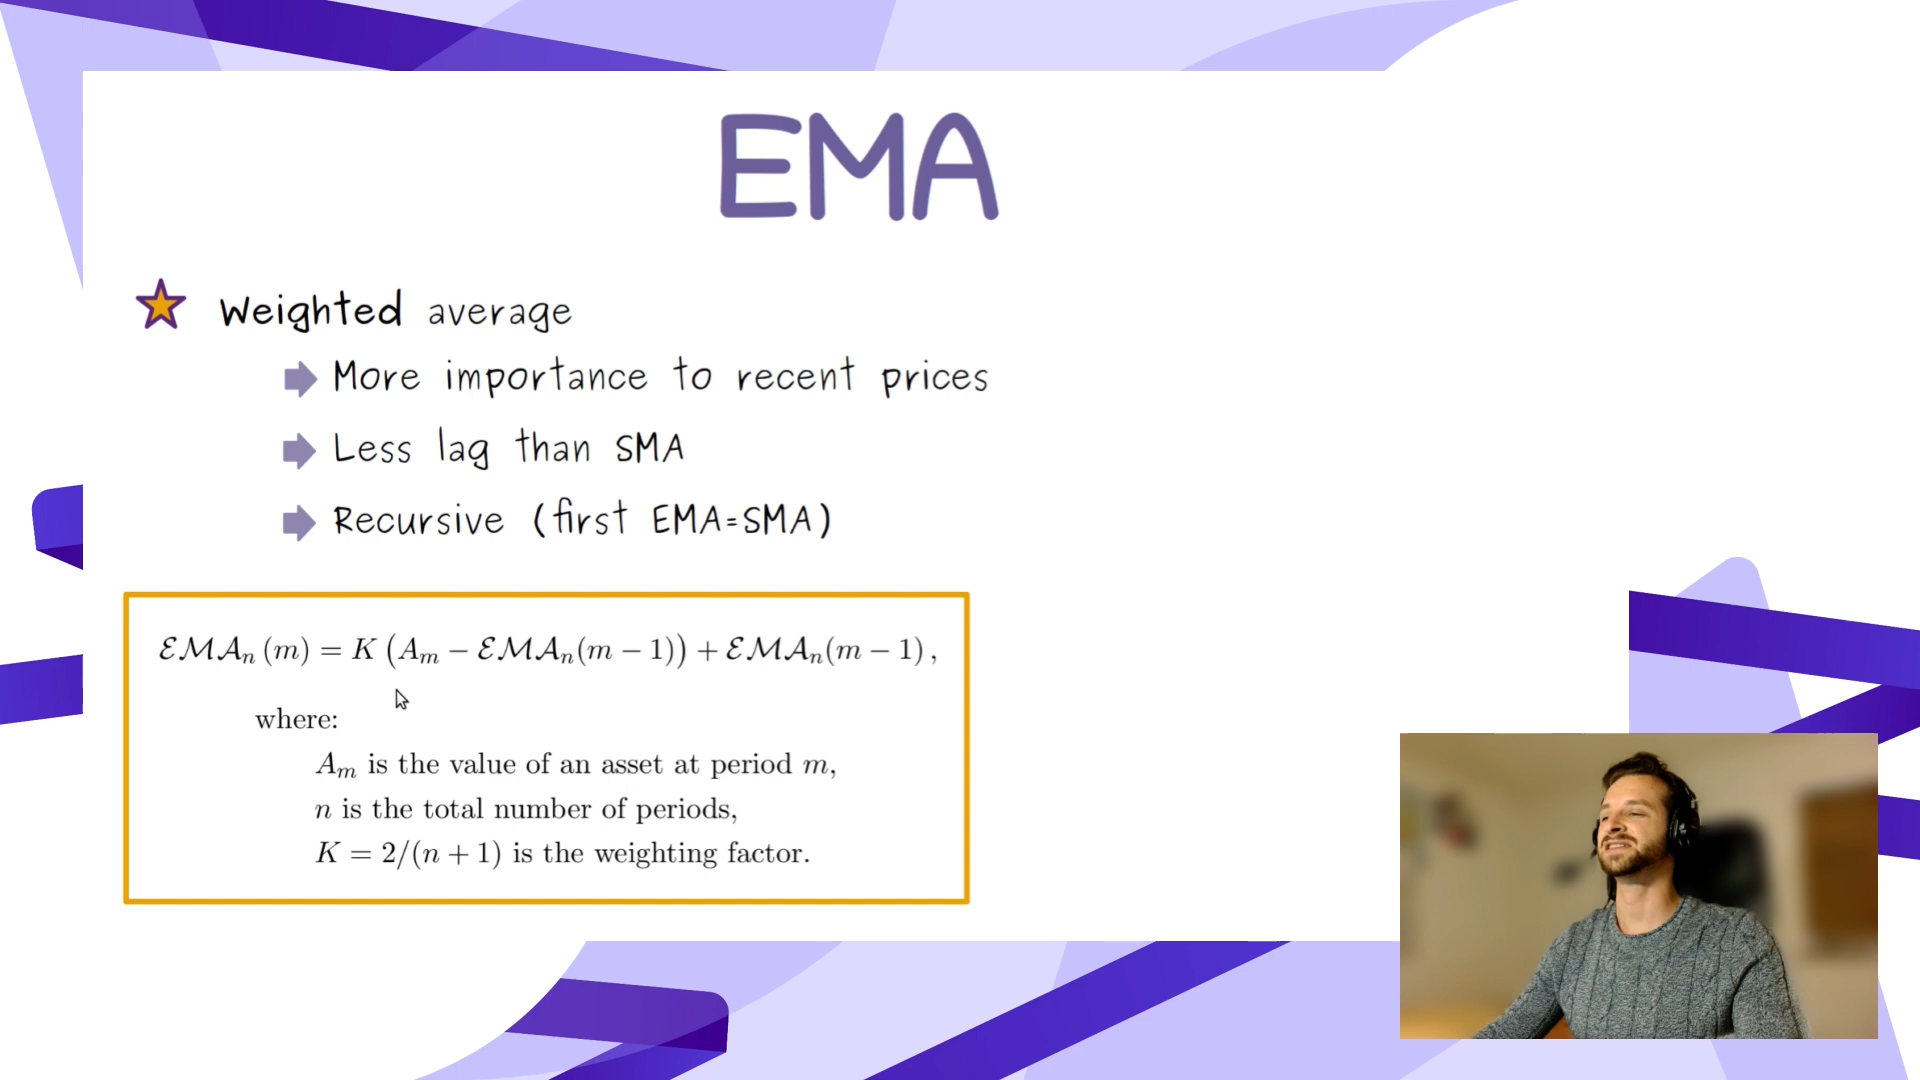 EMA
Weighted average
More importance to recent prices
Less lag than SMA
Recursive (first EMA=SMA)
ℰℳ𝒜ₙ (m) = K (Aₘ − ℰℳ𝒜ₙ(m − 1)) + ℰℳ𝒜ₙ(m − 1) ,
where:
Aₘ is the value of an asset at period m,
n is the total number of periods,
K = 2/(n + 1) is the weighting factor.